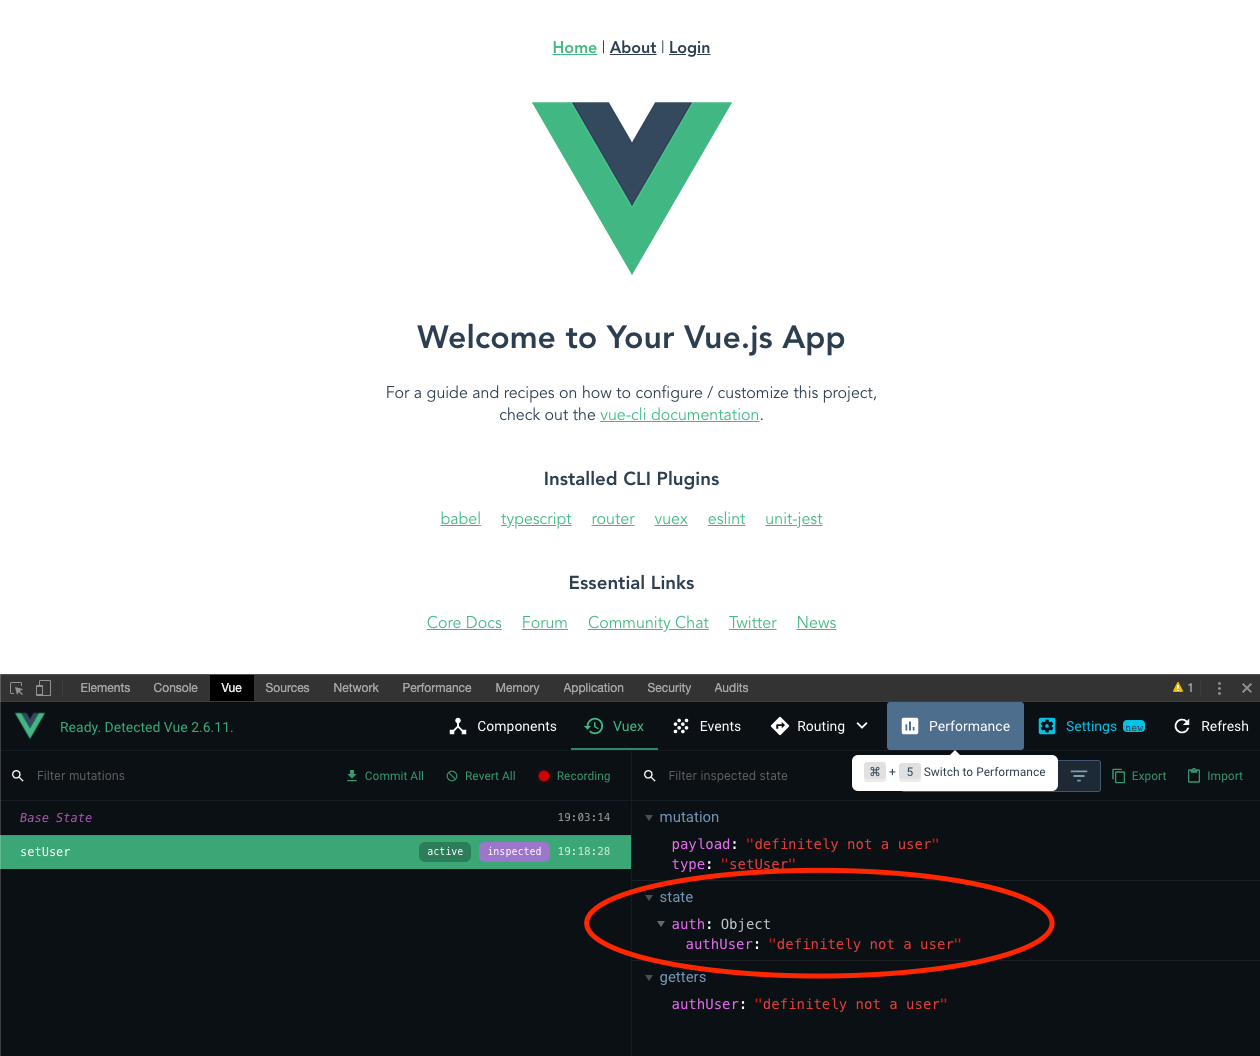 Home | About | Login
Welcome to Your Vue.js App
For a guide and recipes on how to configure / customize this project,
check out the vue-cli documentation.
Installed CLI Plugins
babel typescript router vuex eslint unit-jest
Essential Links
Core Docs Forum Community Chat Twitter News
Elements Console Vue Sources Network Performance Memory Application Security Audits 1
Ready. Detected Vue 2.6.11. Components Vuex Events Routing Performance Settings new Refresh
Filter mutations Commit All Revert All Recording Filter inspected state ⌘ + 5 Switch to Performance Export Import
Base State 19:03:14
setUser active inspected 19:18:28
mutation
payload: "definitely not a user"
type: "setUser"
state
auth: Object
authUser: "definitely not a user"
getters
authUser: "definitely not a user"